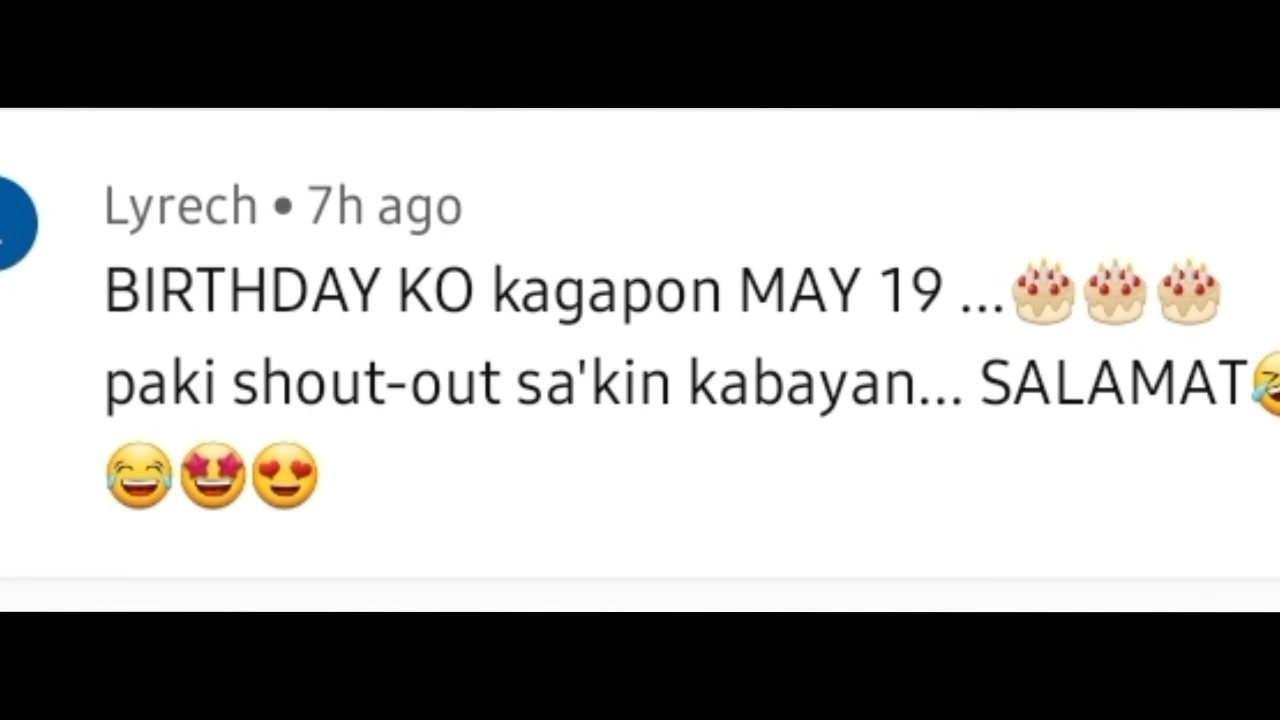 Lyrech • 7h ago
BIRTHDAY KO kagapon MAY 19 ...🎂🎂🎂
paki shout-out sa'kin kabayan... SALAMAT🤣
😂🤩😍